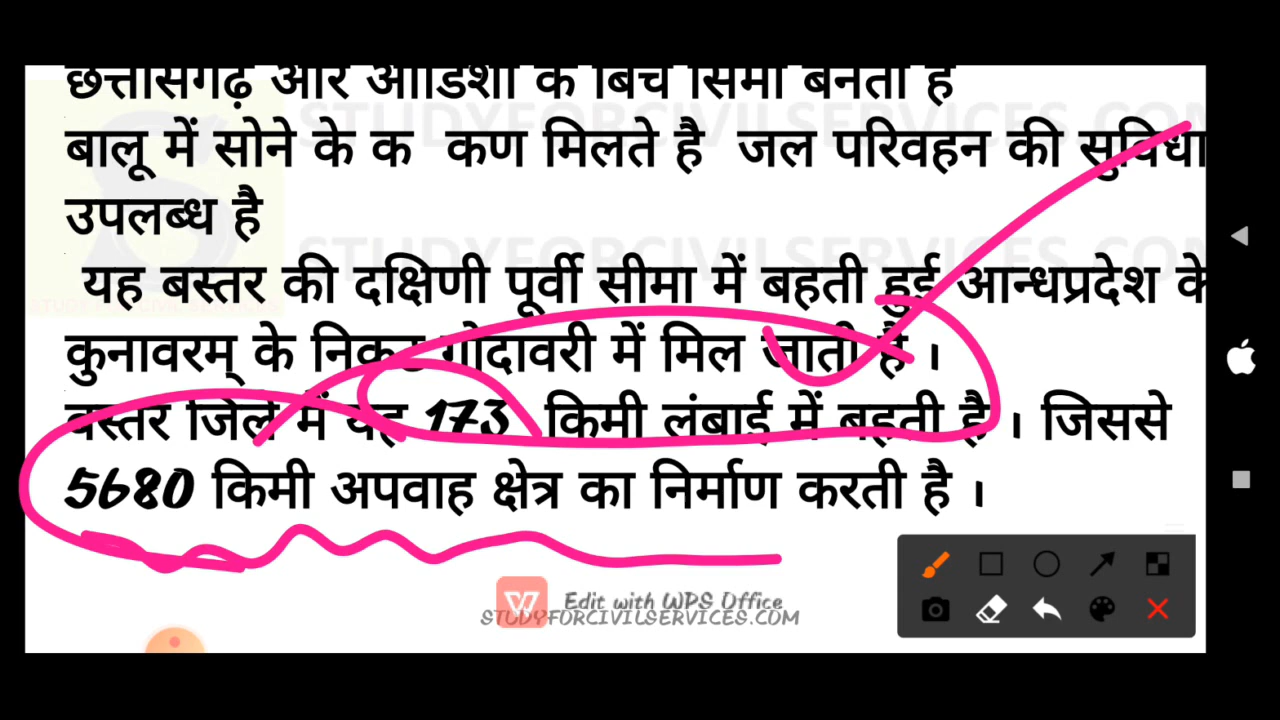 छत्तीसगढ़ और ओडिशा के बिच सिमा बनती है
बालू में सोने के क कण मिलते है जल परिवहन की सुविधा
उपलब्ध है
यह बस्तर की दक्षिणी पूर्वी सीमा में बहती हुई आन्धप्रदेश के
कुनावरम् के निकट गोदावरी में मिल जाती है ।
बस्तर जिले में यह 173 किमी लंबाई में बहती है । जिससे
5680 किमी अपवाह क्षेत्र का निर्माण करती है ।
Edit with WPS Office
STUDYFORCIVILSERVICES.COM